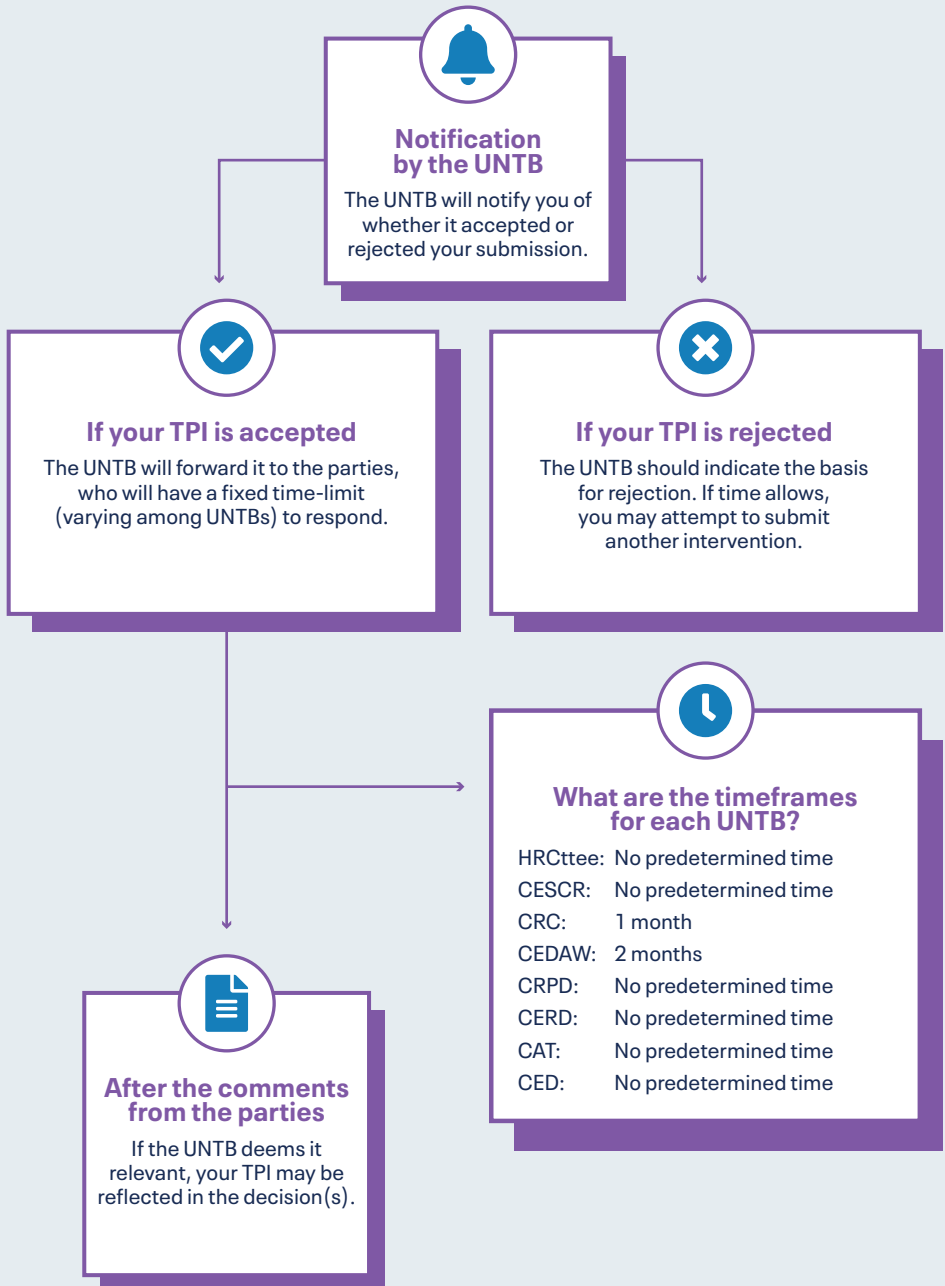 Notification
by the UNTB
The UNTB will notify you of
whether it accepted or
rejected your submission.
If your TPI is accepted
The UNTB will forward it to the parties,
who will have a fixed time-limit
(varying among UNTBs) to respond.
If your TPI is rejected
The UNTB should indicate the basis
for rejection. If time allows,
you may attempt to submit
another intervention.
What are the timeframes
for each UNTB?
HRCttee: No predetermined time
CESCR: No predetermined time
CRC: 1 month
CEDAW: 2 months
CRPD: No predetermined time
CERD: No predetermined time
CAT: No predetermined time
CED: No predetermined time
After the comments
from the parties
If the UNTB deems it
relevant, your TPI may be
reflected in the decision(s).